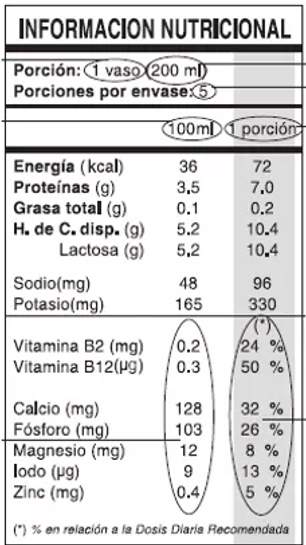 INFORMACION NUTRICIONAL
Porción: 1 vaso (200 ml)
Porciones por envase: 5
100ml 1 porción
Energía (kcal) 36 72
Proteínas (g) 3.5 7.0
Grasa total (g) 0.1 0.2
H. de C. disp. (g) 5.2 10.4
Lactosa (g) 5.2 10.4
Sodio(mg) 48 96
Potasio(mg) 165 330
(*)
Vitamina B2 (mg) 0.2 24 %
Vitamina B12(µg) 0.3 50 %
Calcio (mg) 128 32 %
Fósforo (mg) 103 26 %
Magnesio (mg) 12 8 %
Iodo (µg) 9 13 %
Zinc (mg) 0.4 5 %
(*) % en relación a la Dosis Diaria Recomendada